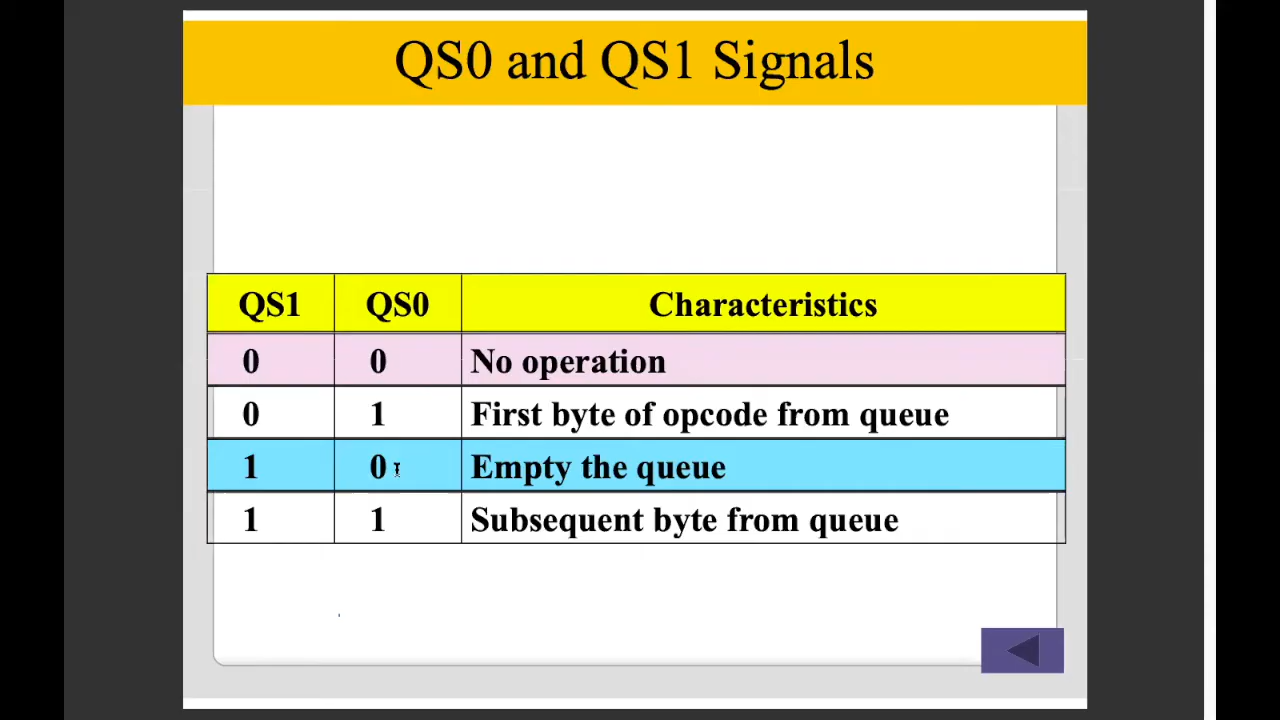 QS0 and QS1 Signals
QS1 QS0 Characteristics
0 0 No operation
0 1 First byte of opcode from queue
1 0 Empty the queue
1 1 Subsequent byte from queue